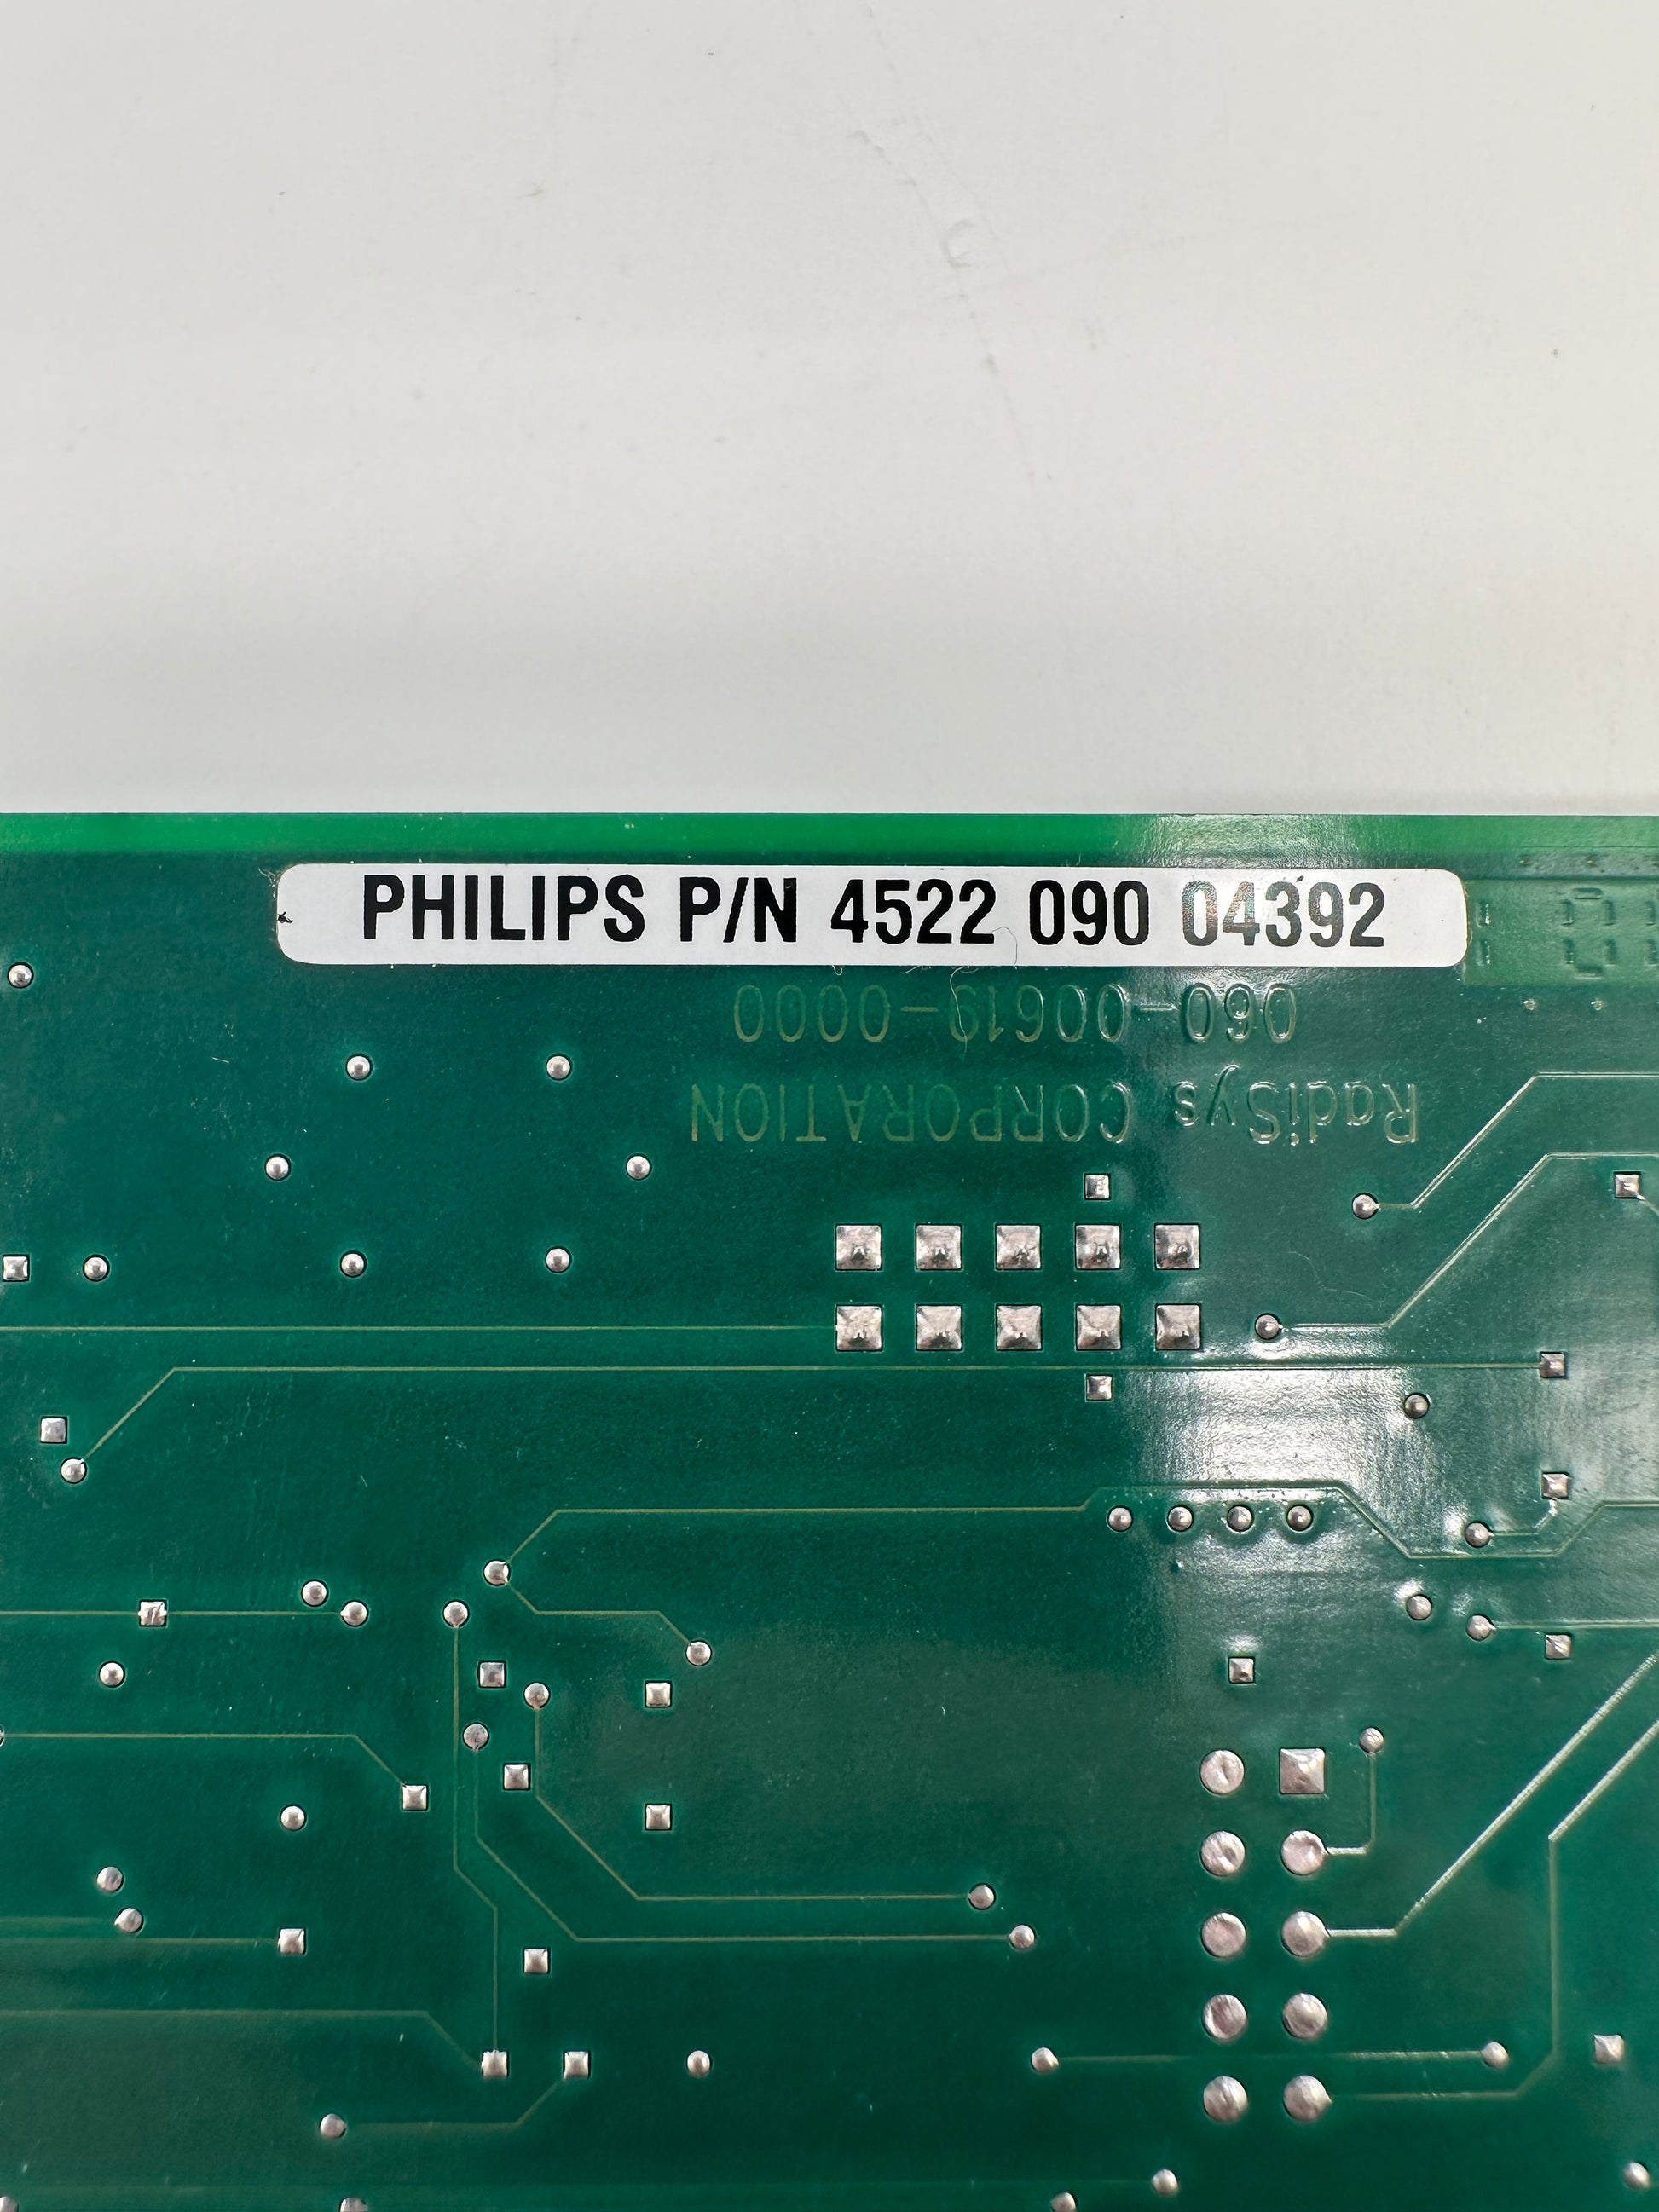 PHILIPS P/N 4522 090 04392
RadiSys CORPORATION
060-00619-0000